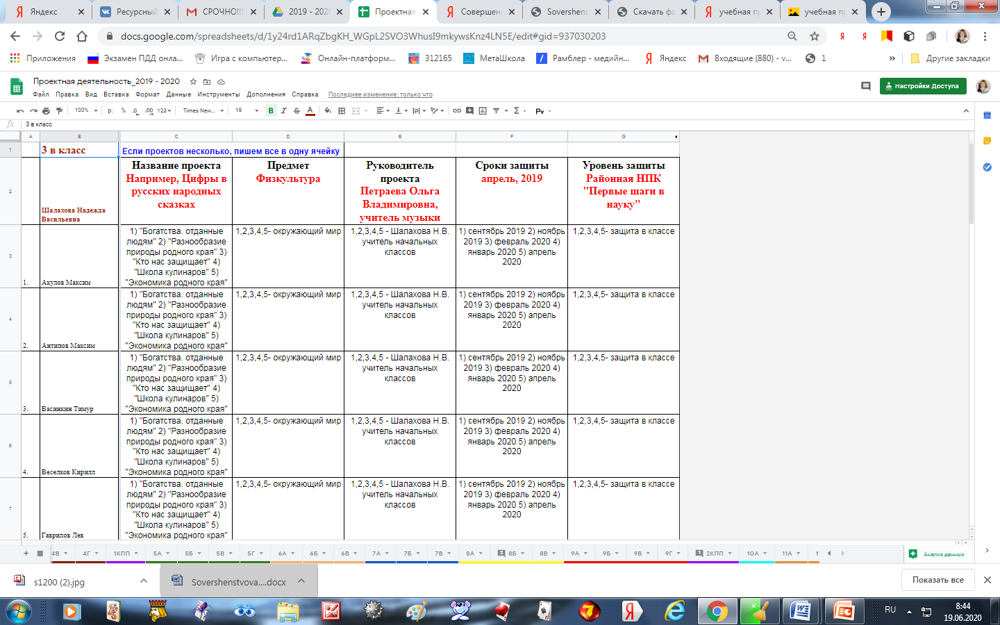 Яндекс
Ресурсный
СРОЧНО!!!
2019 - 202
Проектная
Совершен
Sovershens
Скачать фа
учебная пр
учебная пр
docs.google.com/spreadsheets/d/1y24rd1ARqZbgKH_WGpL2SVO3WhusI9mkywsKnz4LN5E/edit#gid=937030203
Приложения
Экзамен ПДД онла...
Игра с компьютер...
Онлайн-платформ...
312165
МетаШкола
Рамблер - медийн...
Яндекс
Входящие (880) - v...
1
»
Другие закладки
Проектная деятельность_2019 - 2020
Файл Правка Вид Вставка Формат Данные Инструменты Дополнения Справка Последнее изменение: только что
Настройки Доступа
100% р. % .0 .00 123 Times New... 18 B I S A
fx 3 в класс
A B C D E F G
1 3 в класс Если проектов несколько, пишем все в одну ячейку
2
Шалахова Надежда
Васильевна
Название проекта
Например, Цифры в
русских народных
сказках
Предмет
Физкультура
Руководитель
проекта
Петраева Ольга
Владимировна,
учитель музыки
Сроки защиты
апрель, 2019
Уровень защиты
Районная НПК
"Первые шаги в
науку"
3
1. Акулов Максим
1) "Богатства. отданные
людям" 2) "Разнообразие
природы родного края" 3)
"Кто нас защищает" 4)
"Школа кулинаров" 5)
"Экономика родного края"
1,2,3,4,5- окружающий мир
1,2,3,4,5 - Шалахова Н.В.
учитель начальных
классов
1) сентябрь 2019 2) ноябрь
2019 3) февраль 2020 4)
январь 2020 5) апрель
2020
1,2,3,4,5- защита в классе
4
2. Антипов Максим
1) "Богатства. отданные
людям" 2) "Разнообразие
природы родного края" 3)
"Кто нас защищает" 4)
"Школа кулинаров" 5)
"Экономика родного края"
1,2,3,4,5- окружающий мир
1,2,3,4,5 - Шалахова Н.В.
учитель начальных
классов
1) сентябрь 2019 2) ноябрь
2019 3) февраль 2020 4)
январь 2020 5) апрель
2020
1,2,3,4,5- защита в классе
5
3. Васинкин Тимур
1) "Богатства. отданные
людям" 2) "Разнообразие
природы родного края" 3)
"Кто нас защищает" 4)
"Школа кулинаров" 5)
"Экономика родного края"
1,2,3,4,5- окружающий мир
1,2,3,4,5 - Шалахова Н.В.
учитель начальных
классов
1) сентябрь 2019 2) ноябрь
2019 3) февраль 2020 4)
январь 2020 5) апрель
2020
1,2,3,4,5- защита в классе
6
4. Веселков Кирилл
1) "Богатства. отданные
людям" 2) "Разнообразие
природы родного края" 3)
"Кто нас защищает" 4)
"Школа кулинаров" 5)
"Экономика родного края"
1,2,3,4,5- окружающий мир
1,2,3,4,5 - Шалахова Н.В.
учитель начальных
классов
1) сентябрь 2019 2) ноябрь
2019 3) февраль 2020 4)
январь 2020 5) апрель
2020
1,2,3,4,5- защита в классе
7
5. Гаврилов Лев
1) "Богатства. отданные
людям" 2) "Разнообразие
природы родного края" 3)
"Кто нас защищает" 4)
"Школа кулинаров" 5)
"Экономика родного края"
1,2,3,4,5- окружающий мир
1,2,3,4,5 - Шалахова Н.В.
учитель начальных
классов
1) сентябрь 2019 2) ноябрь
2019 3) февраль 2020 4)
январь 2020 5) апрель
2020
1,2,3,4,5- защита в классе
4В 4Г 1КПП 5А 5Б 5В 5Г 6А 6Б 6В 7А 7Б 7В 8А 2 8Б 8В 9А 9Б 9В 9Г 1 2КПП 10А 11А
Анализ данных
s1200 (2).jpg
Sovershenstvova....docx
Показать все
RU
8:44
19.06.2020